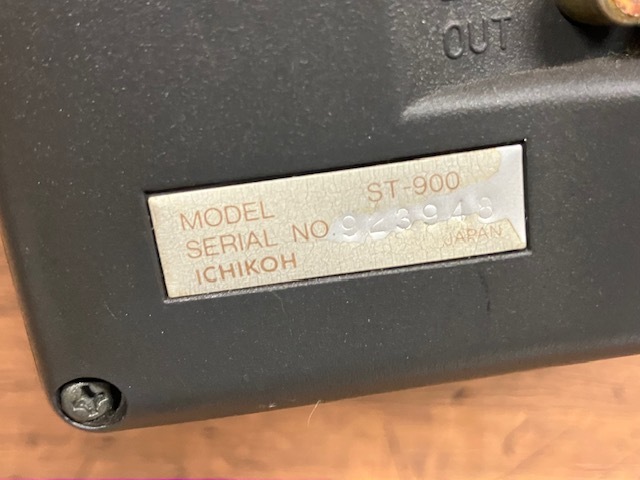 OUT
MODEL ST-900
SERIAL NO. 923943
ICHIKOH JAPAN